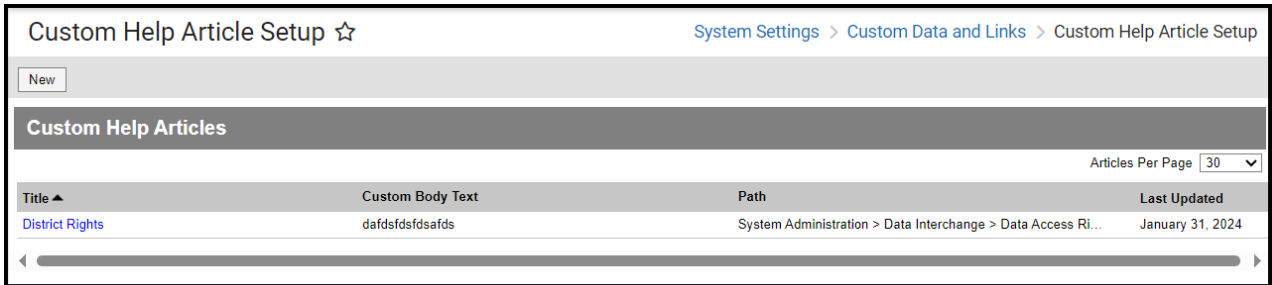 Custom Help Article Setup ☆ System Settings > Custom Data and Links > Custom Help Article Setup
New
Custom Help Articles
Articles Per Page 30
Title ▲ Custom Body Text Path Last Updated
District Rights dafdsfdsfdsafds System Administration > Data Interchange > Data Access Ri... January 31, 2024